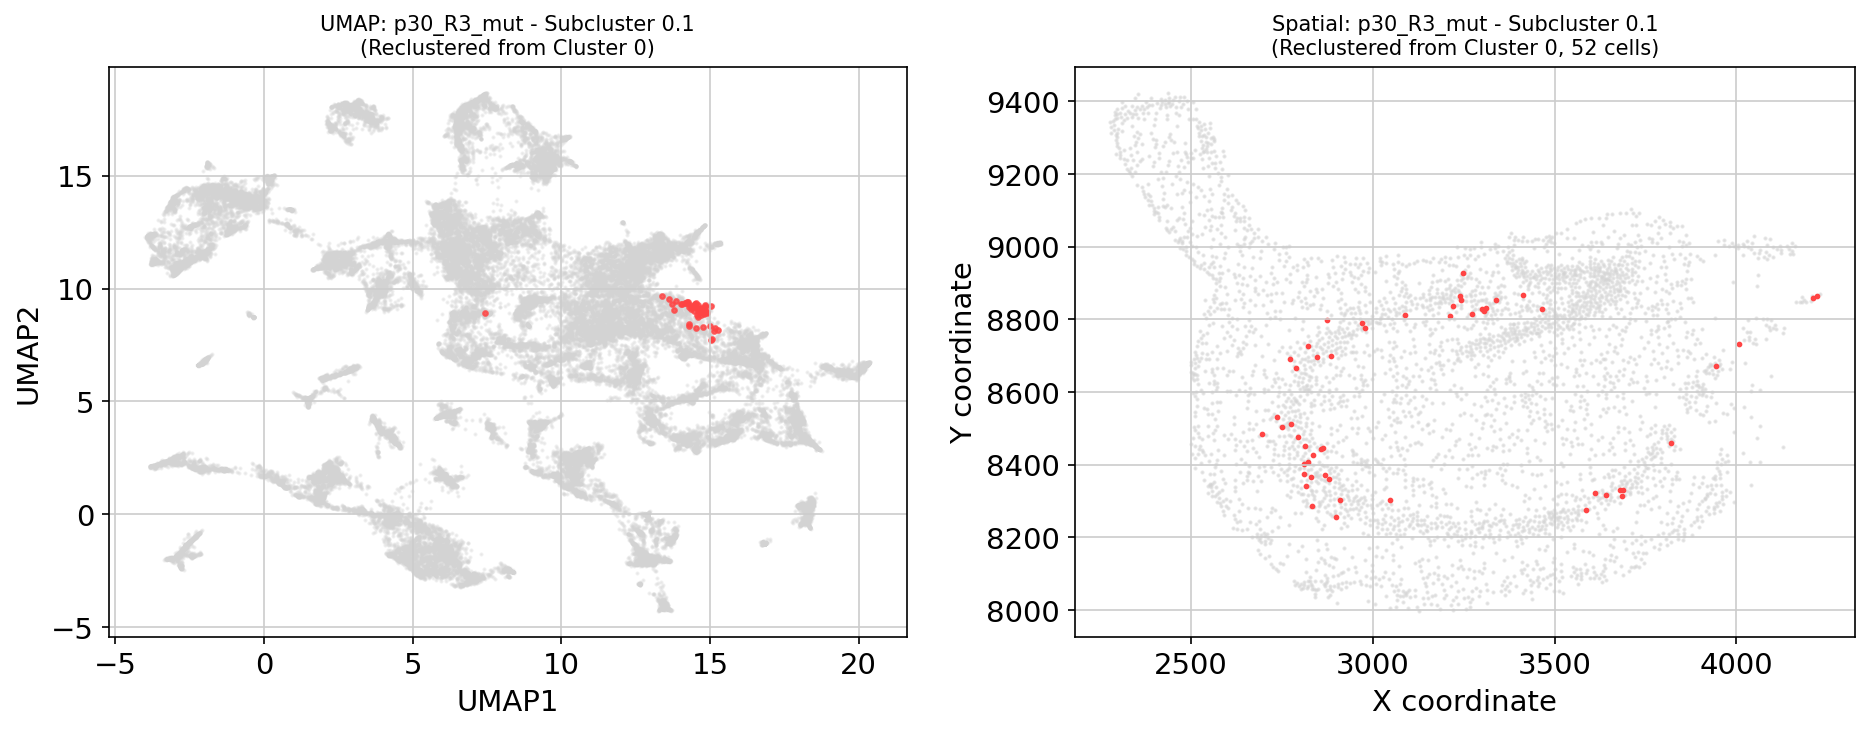 UMAP: p30_R3_mut - Subcluster 0.1
(Reclustered from Cluster 0)
15
10
5
0
−5
−5
0
5
10
15
20
UMAP1
UMAP2
Spatial: p30_R3_mut - Subcluster 0.1
(Reclustered from Cluster 0, 52 cells)
9400
9200
9000
8800
8600
8400
8200
8000
2500
3000
3500
4000
X coordinate
Y coordinate